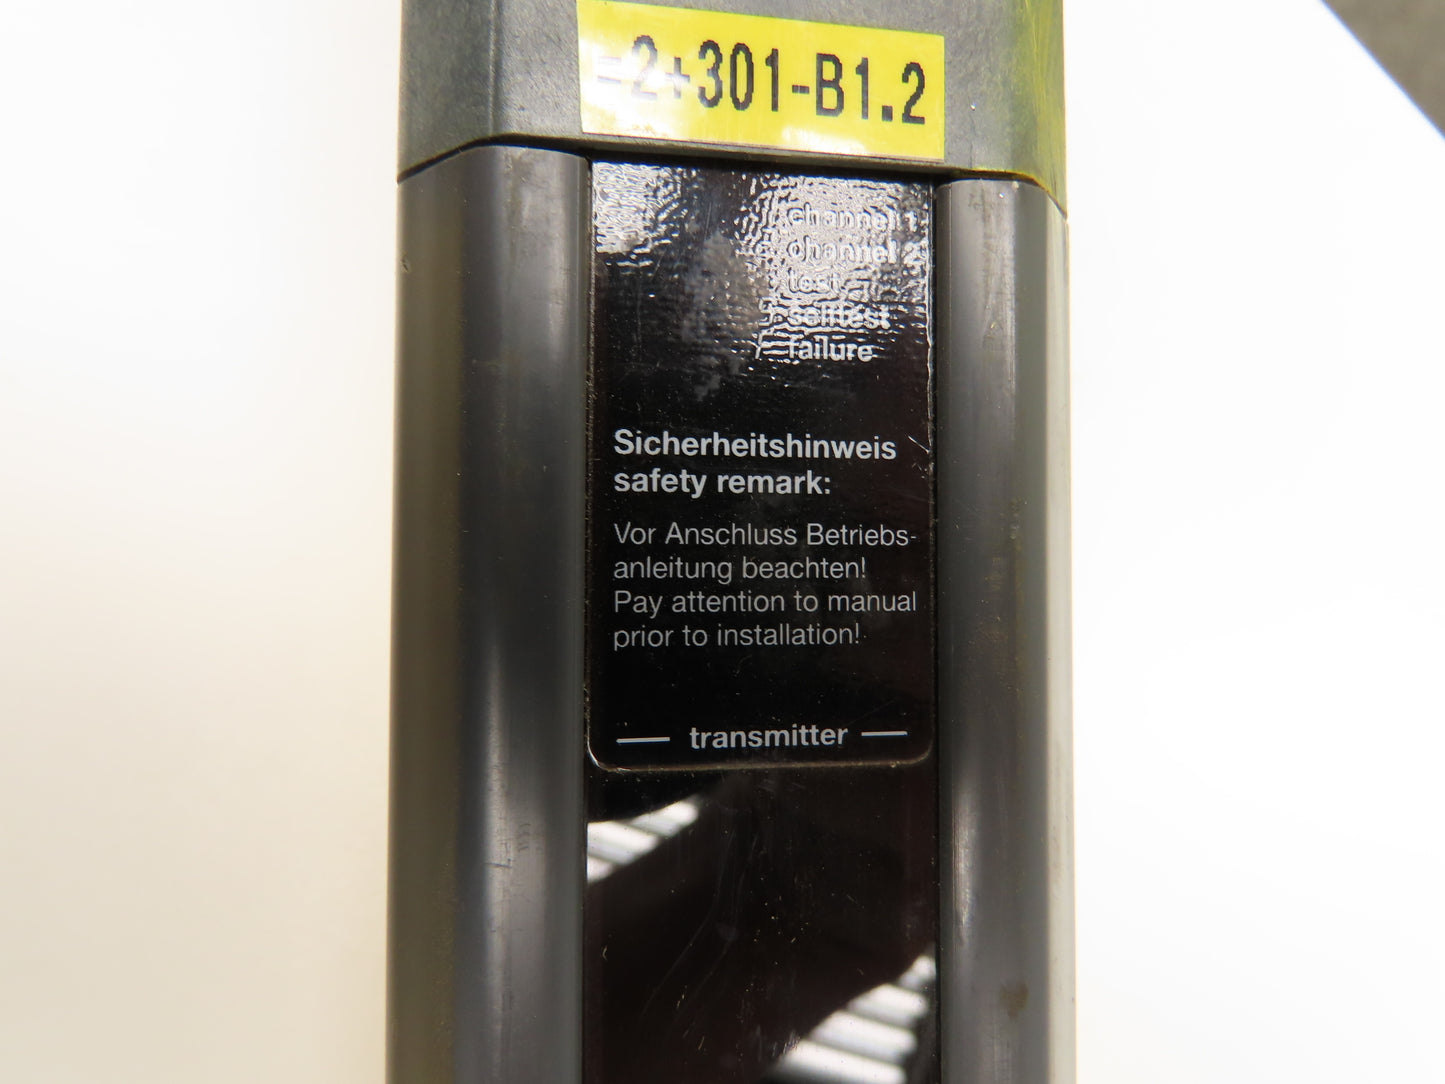 =2+301-B1.2
channel 1
channel 2
test
selftest
failure
Sicherheitshinweis
safety remark:
Vor Anschluss Betriebs-
anleitung beachten!
Pay attention to manual
prior to installation!
transmitter